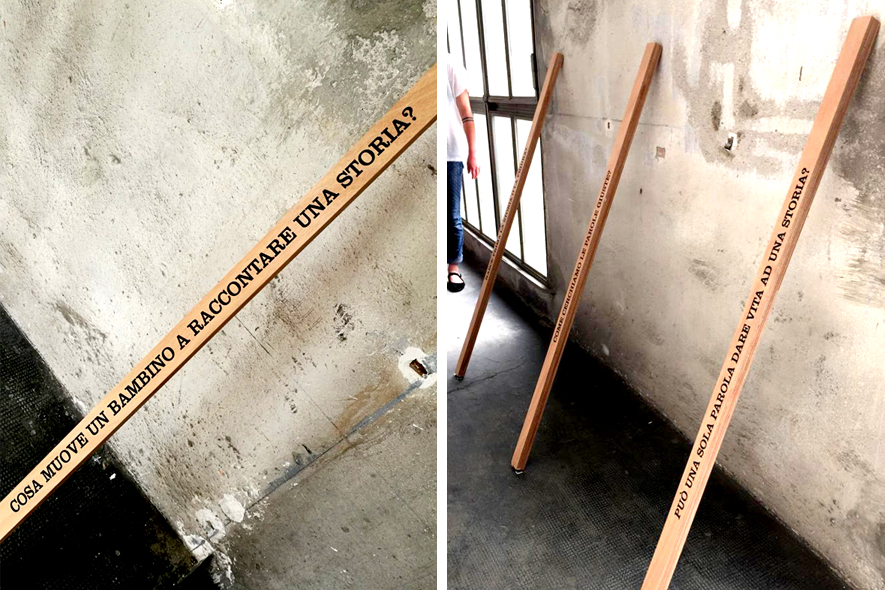 COSA MUOVE UN BAMBINO A RACCONTARE UNA STORIA?
COME CERCHIAMO LE PAROLE GIUSTE?
PUÒ UNA SOLA PAROLA DARE VITA AD UNA STORIA?